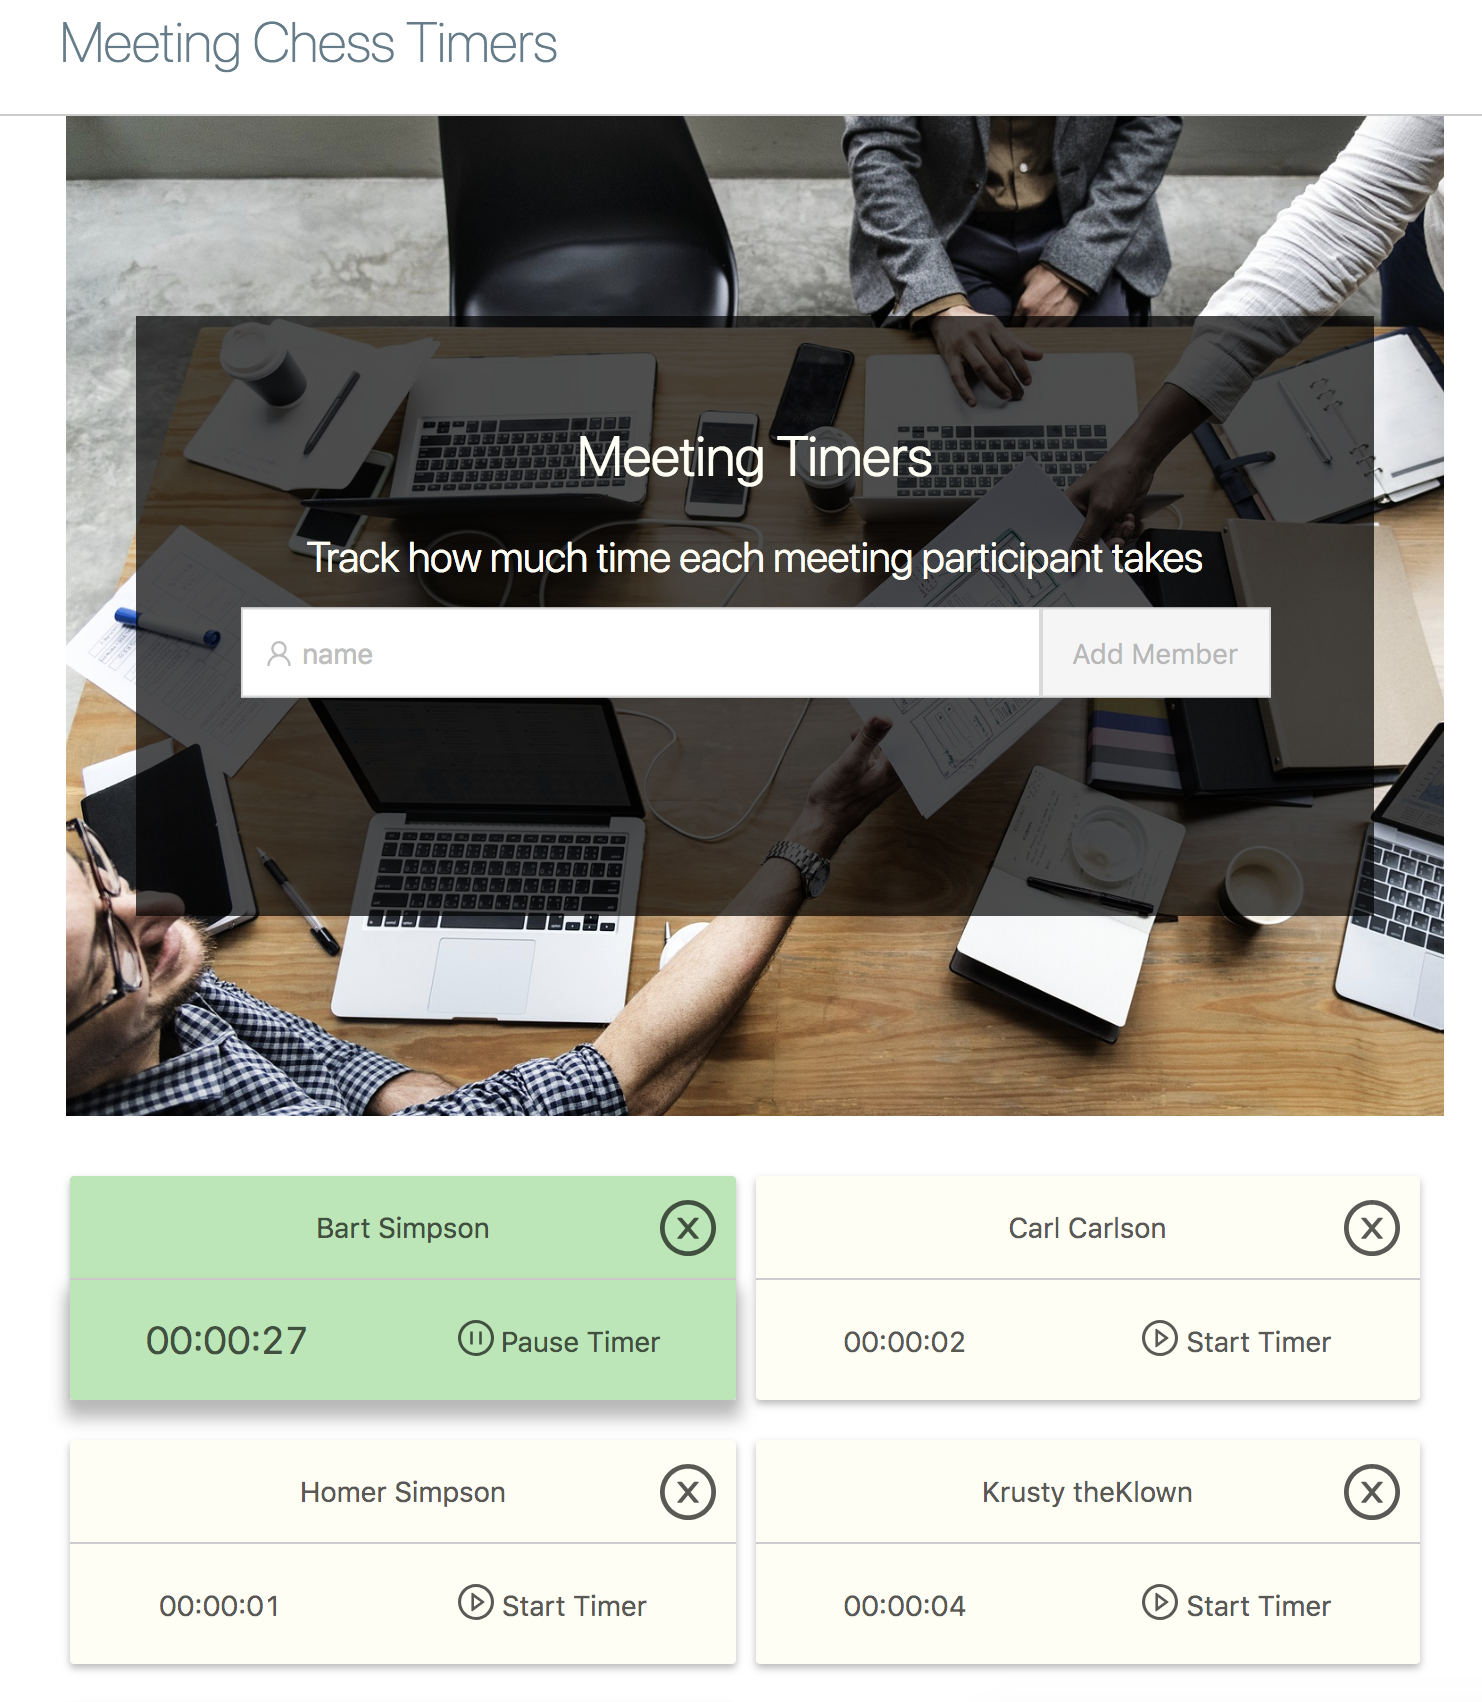 Meeting Chess Timers
Meeting Timers
Track how much time each meeting participant takes
name
Add Member
Bart Simpson
00:00:27
Pause Timer
Carl Carlson
00:00:02
Start Timer
Homer Simpson
00:00:01
Start Timer
Krusty theKlown
00:00:04
Start Timer